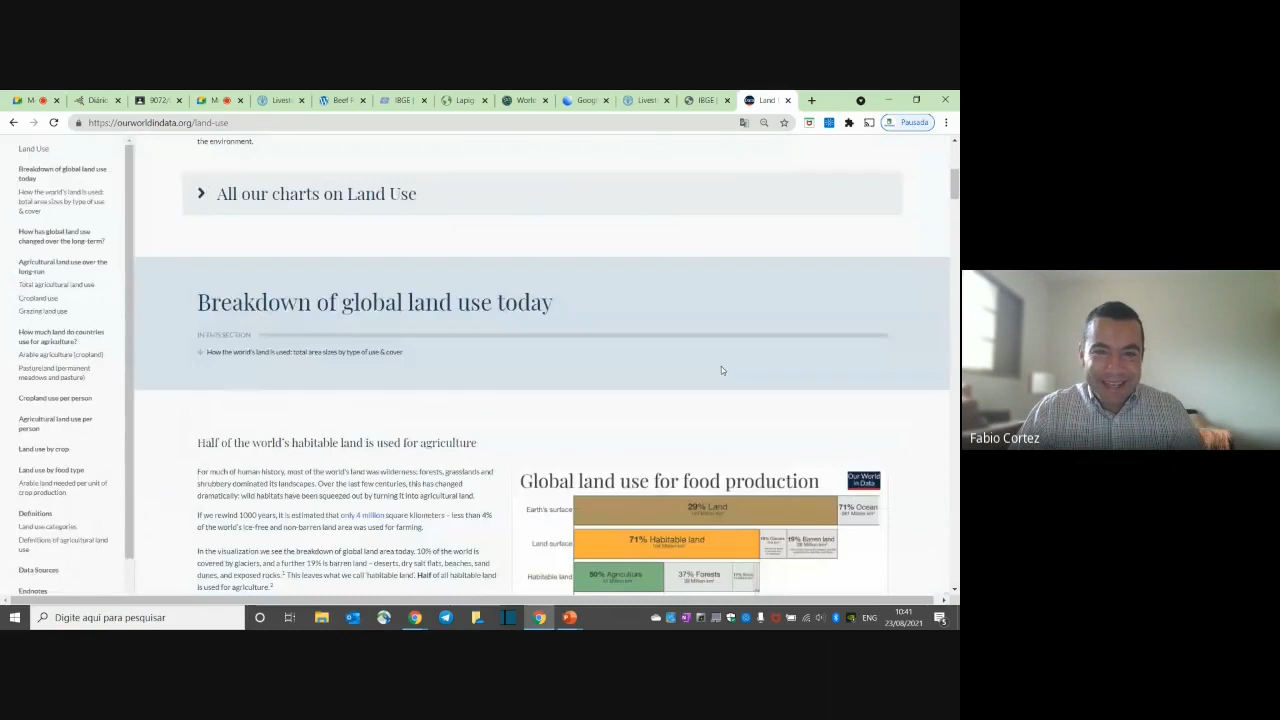 M
Diário
9072/
M
Livest
Beef F
IBGE |
Lapig
World
Goog
Livest
IBGE |
Land
https://ourworldindata.org/land-use
Pausada
Land Use
Breakdown of global land use
today
How the world's land is used:
total area sizes by type of use
& cover
How has global land use
changed over the long-term?
Agricultural land use over the
long-run
Total agricultural land use
Cropland use
Grazing land use
How much land do countries
use for agriculture?
Arable agriculture (cropland)
Pastureland (permanent
meadows and pasture)
Cropland use per person
Agricultural land use per
person
Land use by crop
Land use by food type
Arable land needed per unit of
crop production
Definitions
Land use categories
Definitions of agricultural land
use
Data Sources
Endnotes
the environment.
All our charts on Land Use
Breakdown of global land use today
IN THIS SECTION
How the world's land is used: total area sizes by type of use & cover
Half of the world's habitable land is used for agriculture
For much of human history, most of the world's land was wilderness: forests, grasslands and
shrubbery dominated its landscapes. Over the last few centuries, this has changed
dramatically: wild habitats have been squeezed out by turning it into agricultural land.
If we rewind 1000 years, it is estimated that only 4 million square kilometers – less than 4%
of the world's ice-free and non-barren land area was used for farming.
In the visualization we see the breakdown of global land area today. 10% of the world is
covered by glaciers, and a further 19% is barren land – deserts, dry salt flats, beaches, sand
dunes, and exposed rocks.1 This leaves what we call 'habitable land'. Half of all habitable land
is used for agriculture.2
Global land use for food production
Our World
in Data
Earth's surface
29% Land
71% Ocean
Land surface
71% Habitable land
19% Barren land
Habitable land
50% Agriculture
37% Forests
Fabio Cortez
Digite aqui para pesquisar
ENG
10:41
23/08/2021